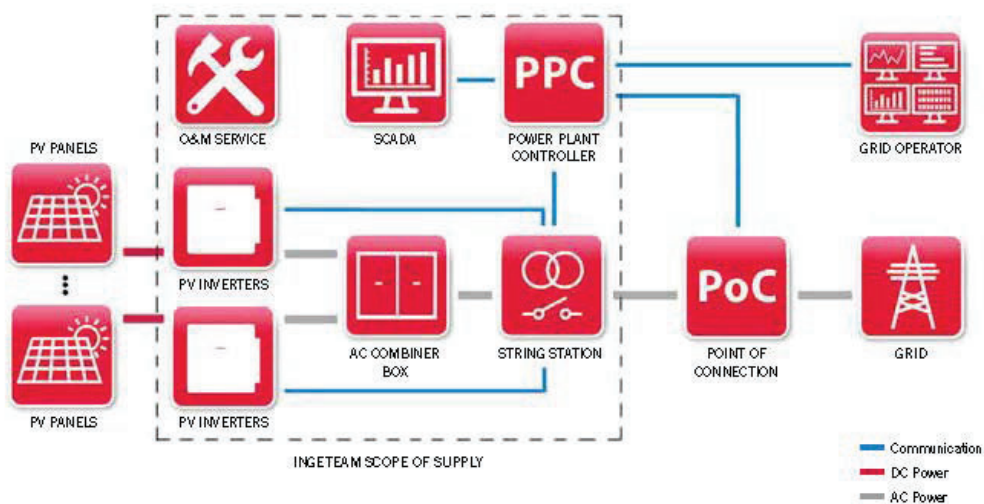 PPC
O&M SERVICE
SCADA
POWER PLANT
CONTROLLER
GRID OPERATOR
PV PANELS
PV INVERTERS
PoC
AC COMBINER
BOX
STRING STATION
POINT OF
CONNECTION
GRID
PV PANELS
PV INVERTERS
INGETEAM SCOPE OF SUPPLY
Communication
DC Power
AC Power